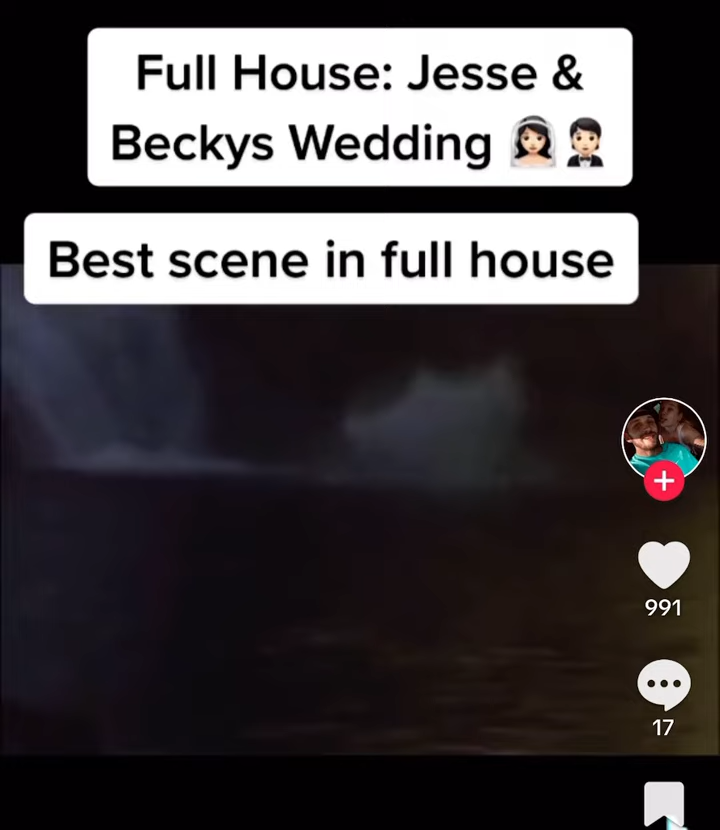 Full House: Jesse &
Beckys Wedding 👰🏻🤵🏻
Best scene in full house
991
17